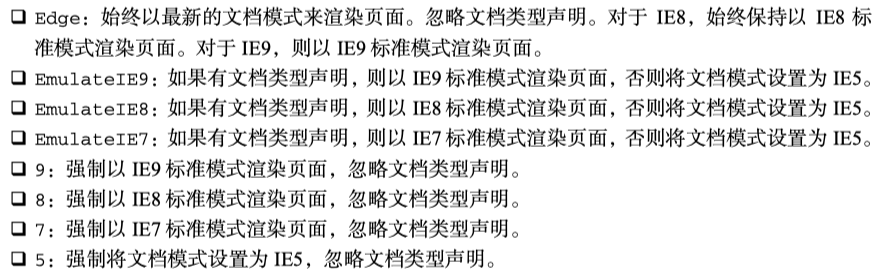 ❑ Edge：始终以最新的文档模式来渲染页面。忽略文档类型声明。对于 IE8，始终保持以 IE8 标
准模式渲染页面。对于 IE9，则以 IE9 标准模式渲染页面。
❑ EmulateIE9：如果有文档类型声明，则以 IE9 标准模式渲染页面，否则将文档模式设置为 IE5。
❑ EmulateIE8：如果有文档类型声明，则以 IE8 标准模式渲染页面，否则将文档模式设置为 IE5。
❑ EmulateIE7：如果有文档类型声明，则以 IE7 标准模式渲染页面，否则将文档模式设置为 IE5。
❑ 9：强制以 IE9 标准模式渲染页面，忽略文档类型声明。
❑ 8：强制以 IE8 标准模式渲染页面，忽略文档类型声明。
❑ 7：强制以 IE7 标准模式渲染页面，忽略文档类型声明。
❑ 5：强制将文档模式设置为 IE5，忽略文档类型声明。